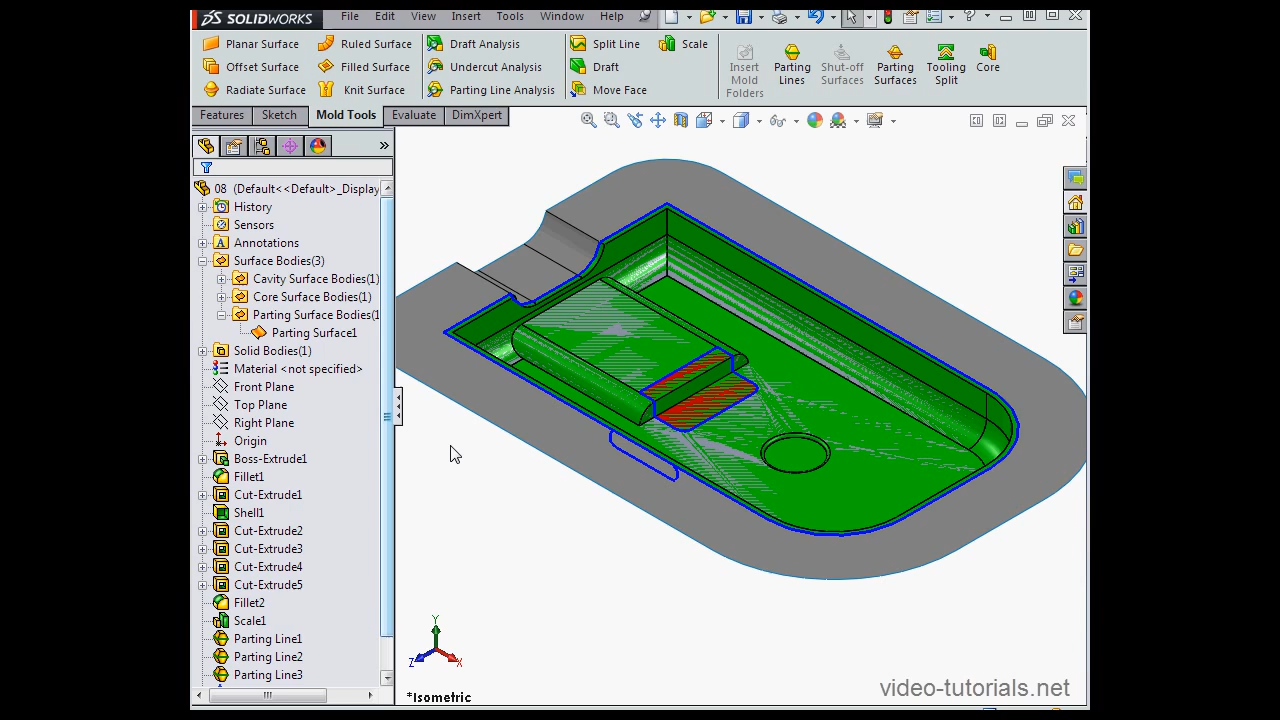 SOLIDWORKS File Edit View Insert Tools Window Help
Planar Surface Ruled Surface Draft Analysis Split Line Scale
Offset Surface Filled Surface Undercut Analysis Draft
Radiate Surface Knit Surface Parting Line Analysis Move Face
Insert Mold Folders
Parting Lines
Shut-off Surfaces
Parting Surfaces
Tooling Split
Core
Features Sketch Mold Tools Evaluate DimXpert
08 (Default<<Default>_Display
History
Sensors
Annotations
Surface Bodies(3)
Cavity Surface Bodies(1)
Core Surface Bodies(1)
Parting Surface Bodies
Parting Surface1
Solid Bodies(1)
Material <not specified>
Front Plane
Top Plane
Right Plane
Origin
Boss-Extrude1
Fillet1
Cut-Extrude1
Shell1
Cut-Extrude2
Cut-Extrude3
Cut-Extrude4
Cut-Extrude5
Fillet2
Scale1
Parting Line1
Parting Line2
Parting Line3
Y
Z
X
*Isometric
video-tutorials.net